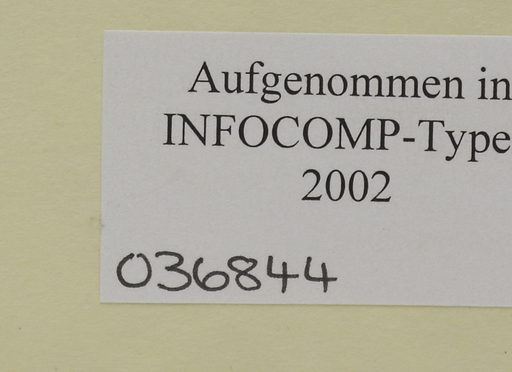 Aufgenommen in
INFOCOMP-Type
2002
036844